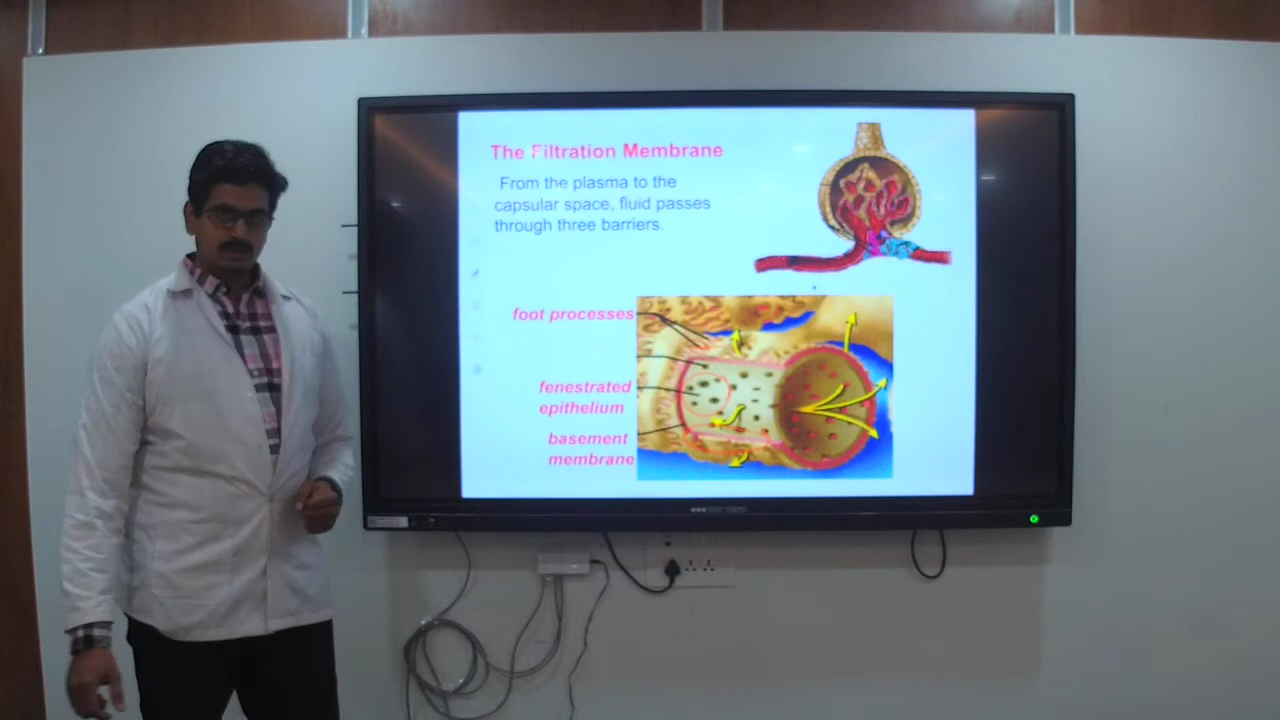 The Filtration Membrane
From the plasma to the
capsular space, fluid passes
through three barriers.
foot processes
fenestrated
epithelium
basement
membrane